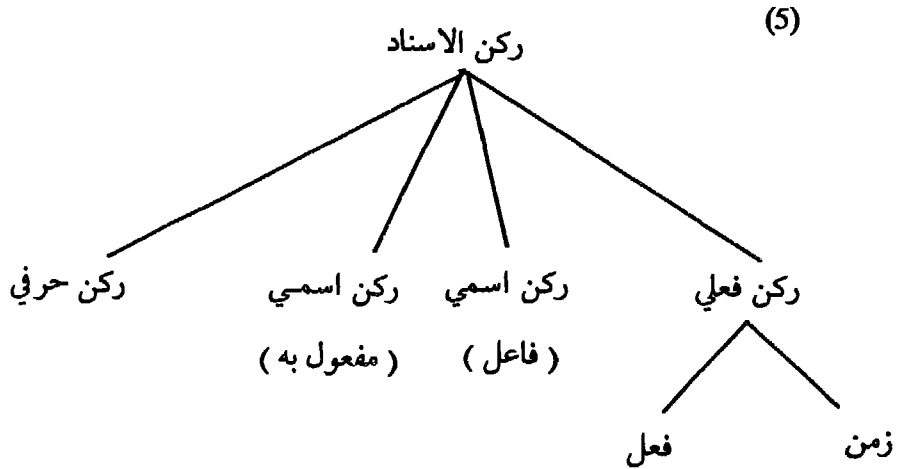 (5)
ركن الاسناد
ركن فعلي ركن اسمي ركن اسمي ركن حرفي
(فاعل) (مفعول به)
زمن فعل